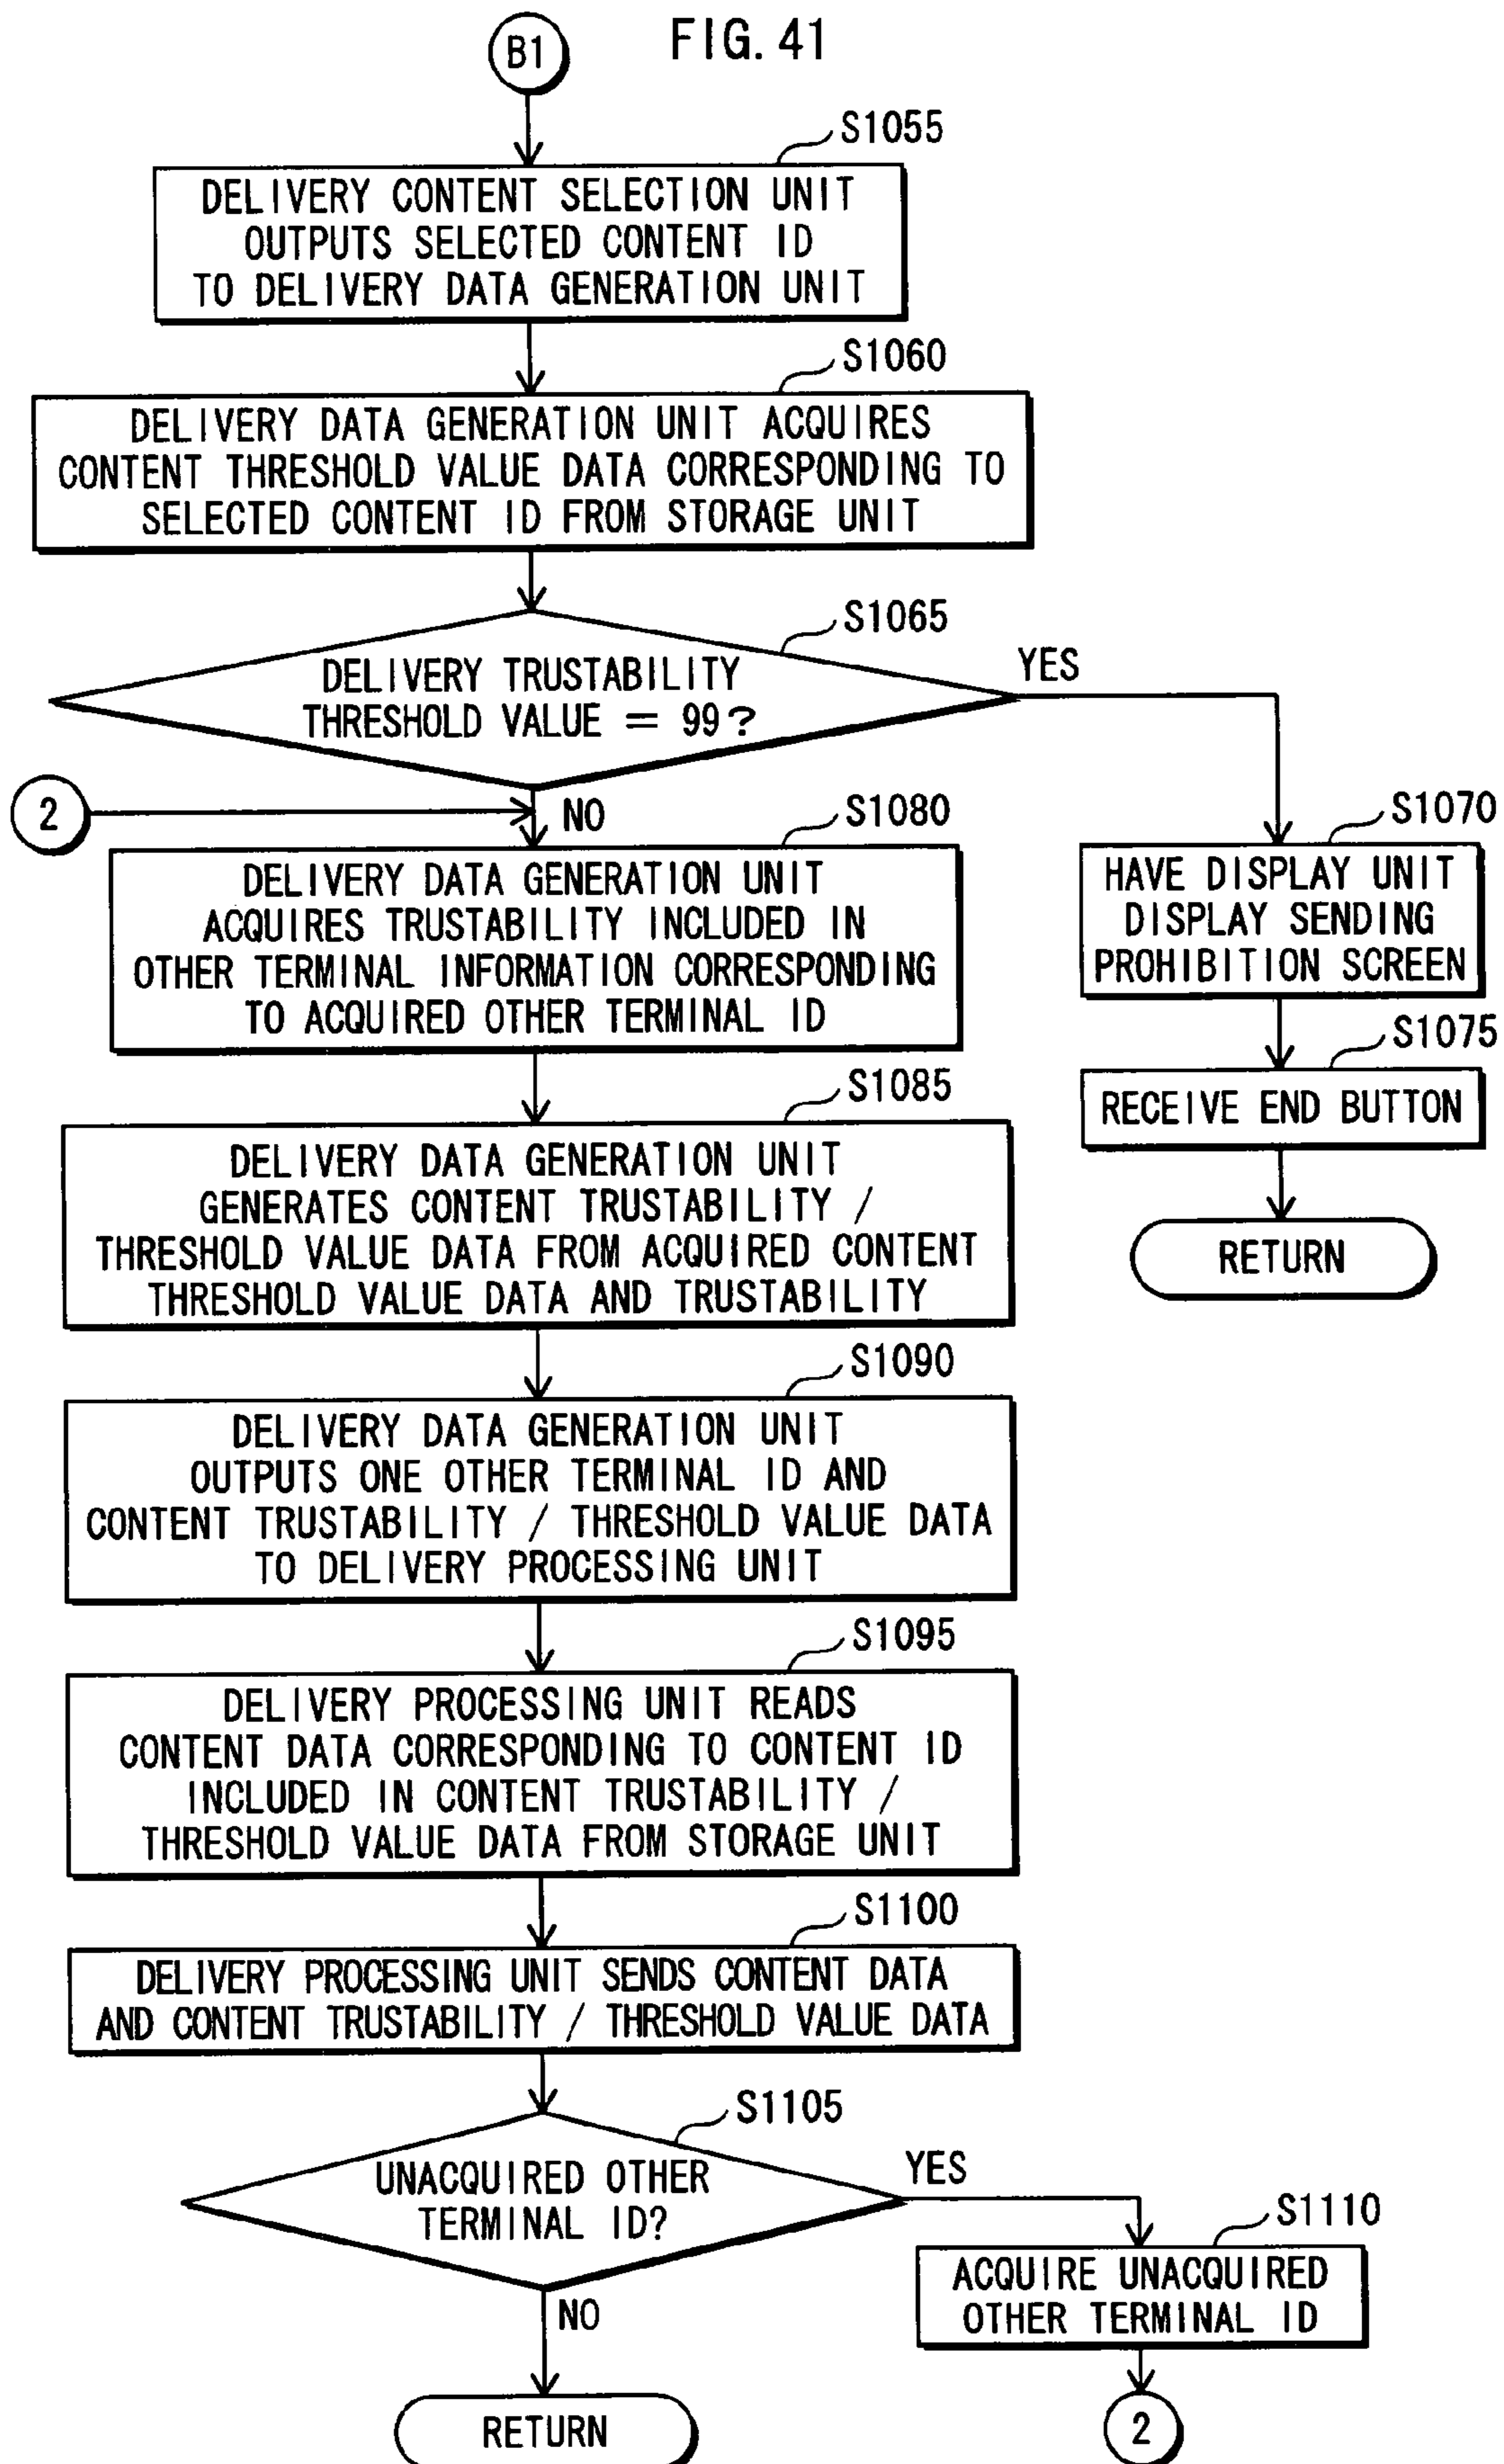 FIG. 41
B1
S1055
DELIVERY CONTENT SELECTION UNIT
OUTPUTS SELECTED CONTENT ID
TO DELIVERY DATA GENERATION UNIT
S1060
DELIVERY DATA GENERATION UNIT ACQUIRES
CONTENT THRESHOLD VALUE DATA CORRESPONDING TO
SELECTED CONTENT ID FROM STORAGE UNIT
S1065
DELIVERY TRUSTABILITY
THRESHOLD VALUE = 99?
YES
NO
2
S1070
HAVE DISPLAY UNIT
DISPLAY SENDING
PROHIBITION SCREEN
S1075
RECEIVE END BUTTON
RETURN
S1080
DELIVERY DATA GENERATION UNIT
ACQUIRES TRUSTABILITY INCLUDED IN
OTHER TERMINAL INFORMATION CORRESPONDING
TO ACQUIRED OTHER TERMINAL ID
S1085
DELIVERY DATA GENERATION UNIT
GENERATES CONTENT TRUSTABILITY /
THRESHOLD VALUE DATA FROM ACQUIRED CONTENT
THRESHOLD VALUE DATA AND TRUSTABILITY
S1090
DELIVERY DATA GENERATION UNIT
OUTPUTS ONE OTHER TERMINAL ID AND
CONTENT TRUSTABILITY / THRESHOLD VALUE DATA
TO DELIVERY PROCESSING UNIT
S1095
DELIVERY PROCESSING UNIT READS
CONTENT DATA CORRESPONDING TO CONTENT ID
INCLUDED IN CONTENT TRUSTABILITY /
THRESHOLD VALUE DATA FROM STORAGE UNIT
S1100
DELIVERY PROCESSING UNIT SENDS CONTENT DATA
AND CONTENT TRUSTABILITY / THRESHOLD VALUE DATA
S1105
UNACQUIRED OTHER
TERMINAL ID?
YES
NO
S1110
ACQUIRE UNACQUIRED
OTHER TERMINAL ID
RETURN
2